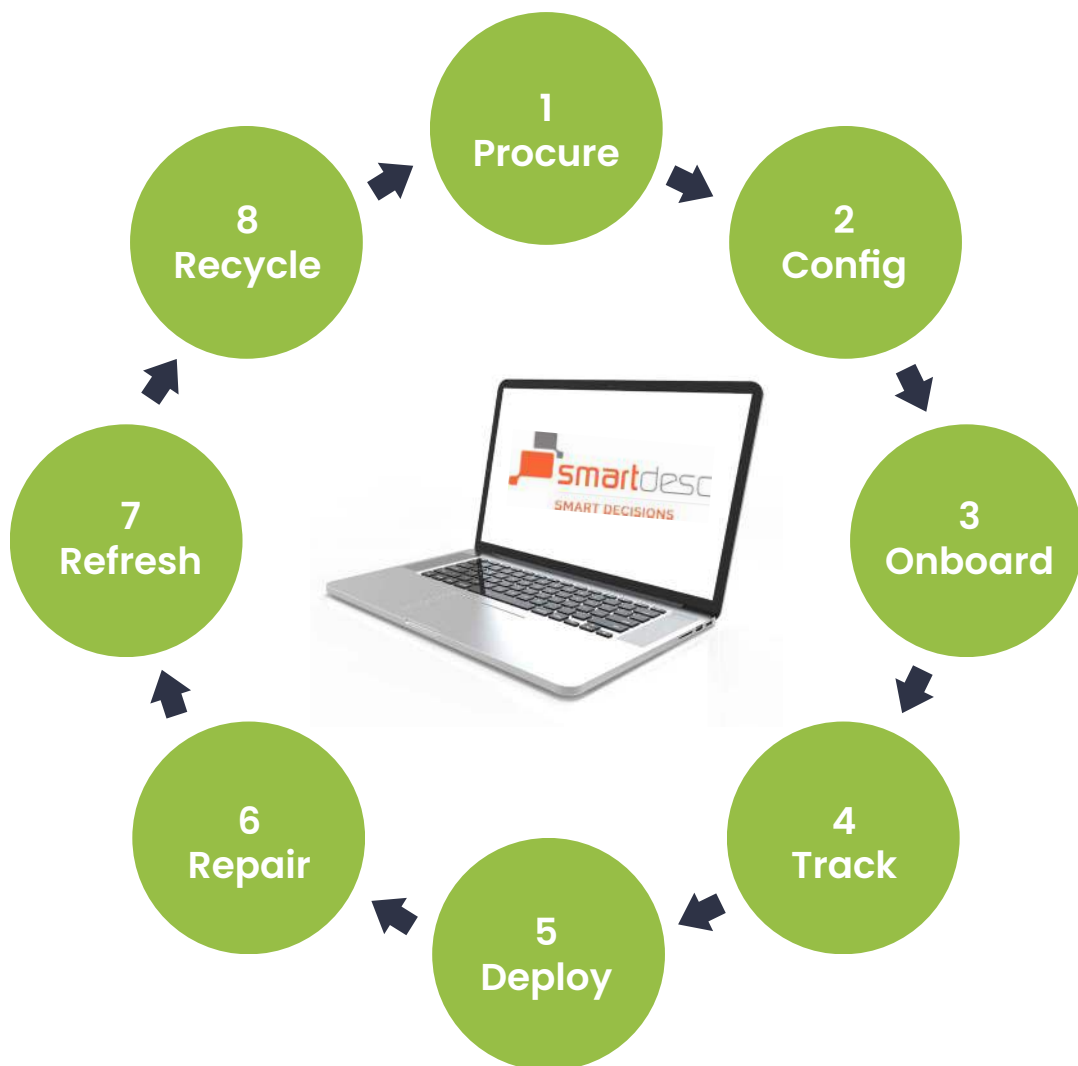 1
Procure
2
Config
3
Onboard
4
Track
5
Deploy
6
Repair
7
Refresh
8
Recycle
smartdesc
SMART DECISIONS